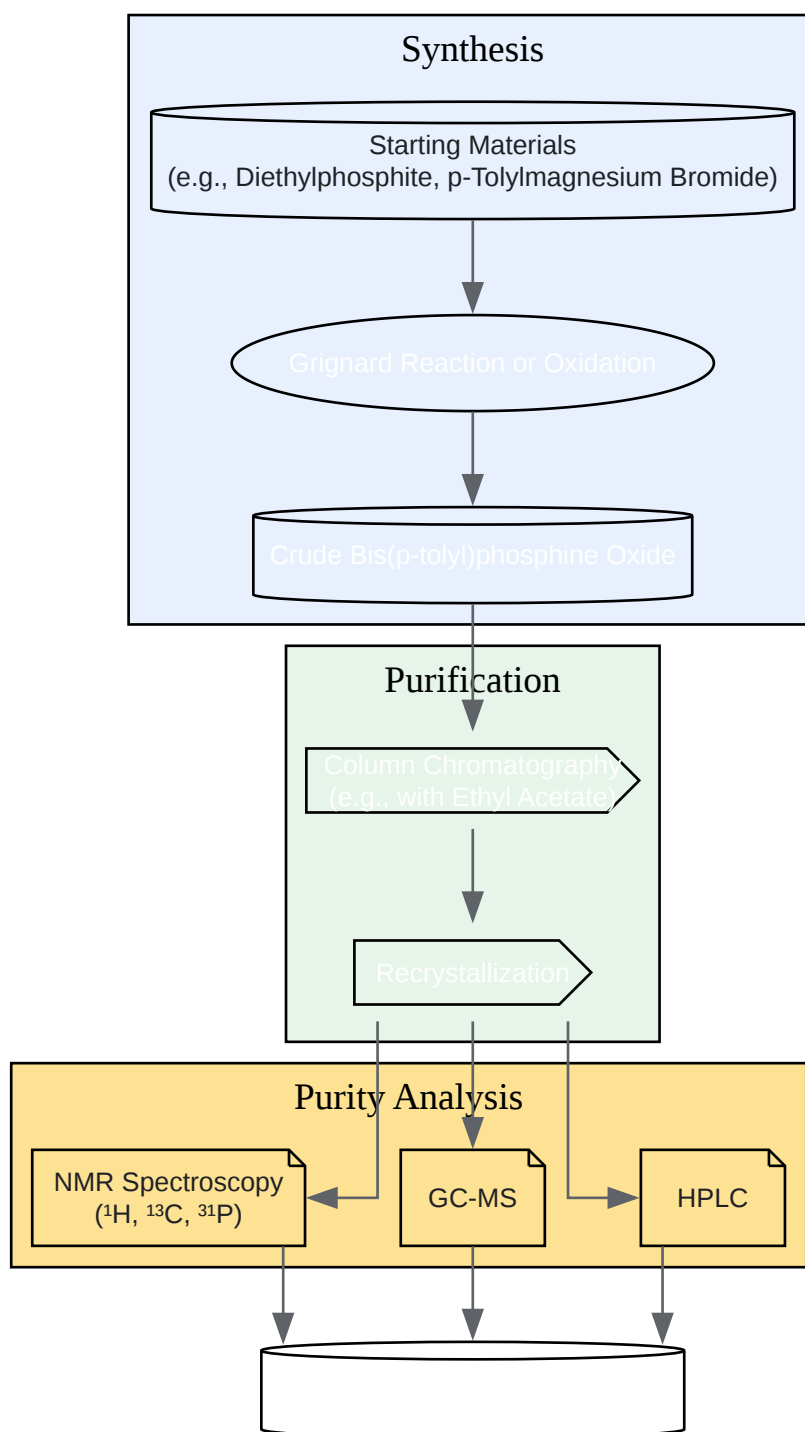 Synthesis
Starting Materials
(e.g., Diethylphosphite, p-Tolylmagnesium Bromide)
Grignard Reaction or Oxidation
Crude Bis(p-tolyl)phosphine Oxide
Purification
Column Chromatography
(e.g., with Ethyl Acetate)
Recrystallization
Purity Analysis
NMR Spectroscopy
(¹H, ¹³C, ³¹P)
GC-MS
HPLC